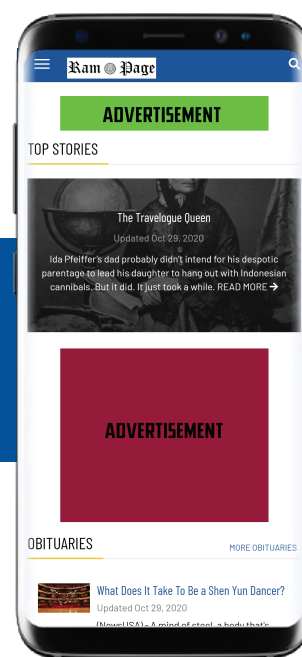 Ram Page
ADVERTISEMENT
TOP STORIES
The Travelogue Queen
Updated Oct 29, 2020
Ida Pfeiffer's dad probably didn't intend for his despotic
parentage to lead his daughter to hang out with Indonesian
cannibals. But it did. It just took a while. READ MORE →
ADVERTISEMENT
OBITUARIES
MORE OBITUARIES
What Does It Take To Be a Shen Yun Dancer?
Updated Oct 29, 2020
(NewsUSA) - A mind of steel, a body that's